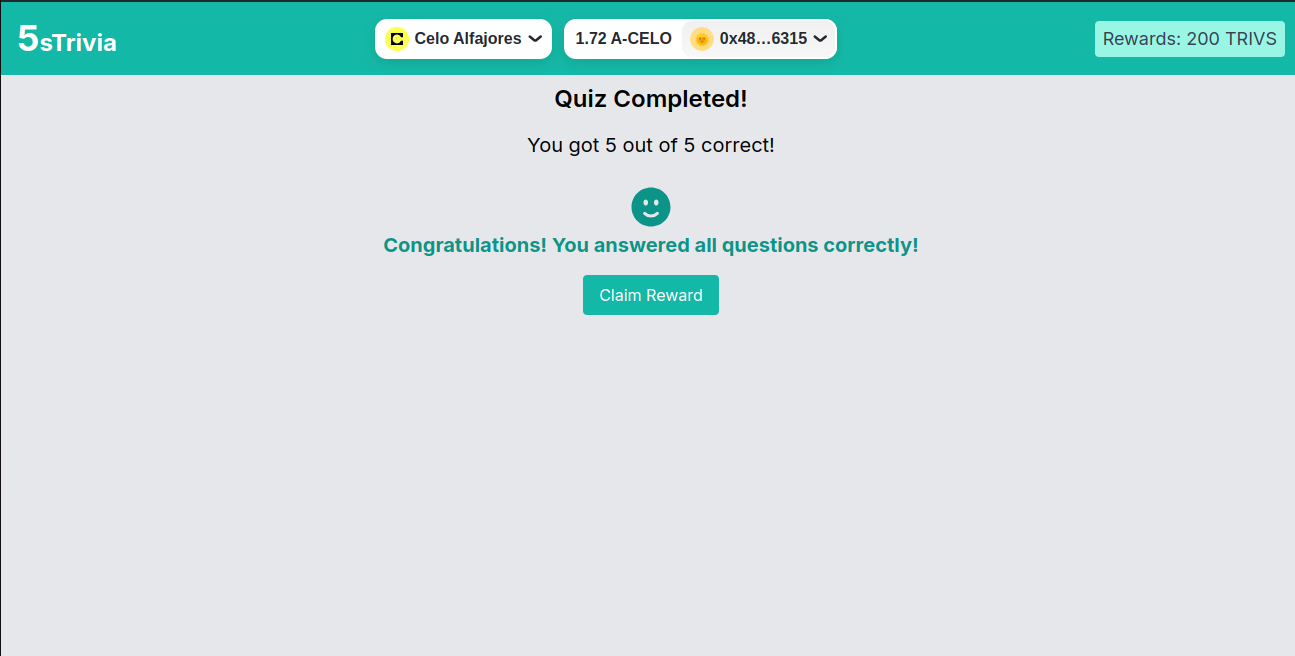 5sTrivia
Celo Alfajores
1.72 A-CELO 0x48...6315
Rewards: 200 TRIVS
Quiz Completed!
You got 5 out of 5 correct!
Congratulations! You answered all questions correctly!
Claim Reward